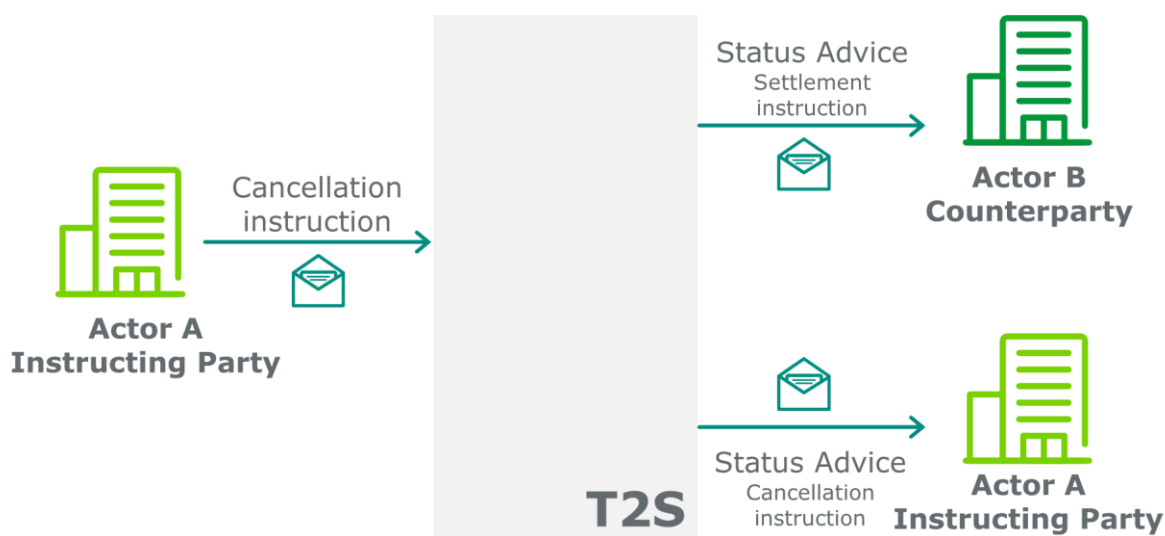 Cancellation
instruction
Actor A
Instructing Party
T2S
Status Advice
Settlement
instruction
Actor B
Counterparty
Status Advice
Cancellation
instruction
Actor A
Instructing Party